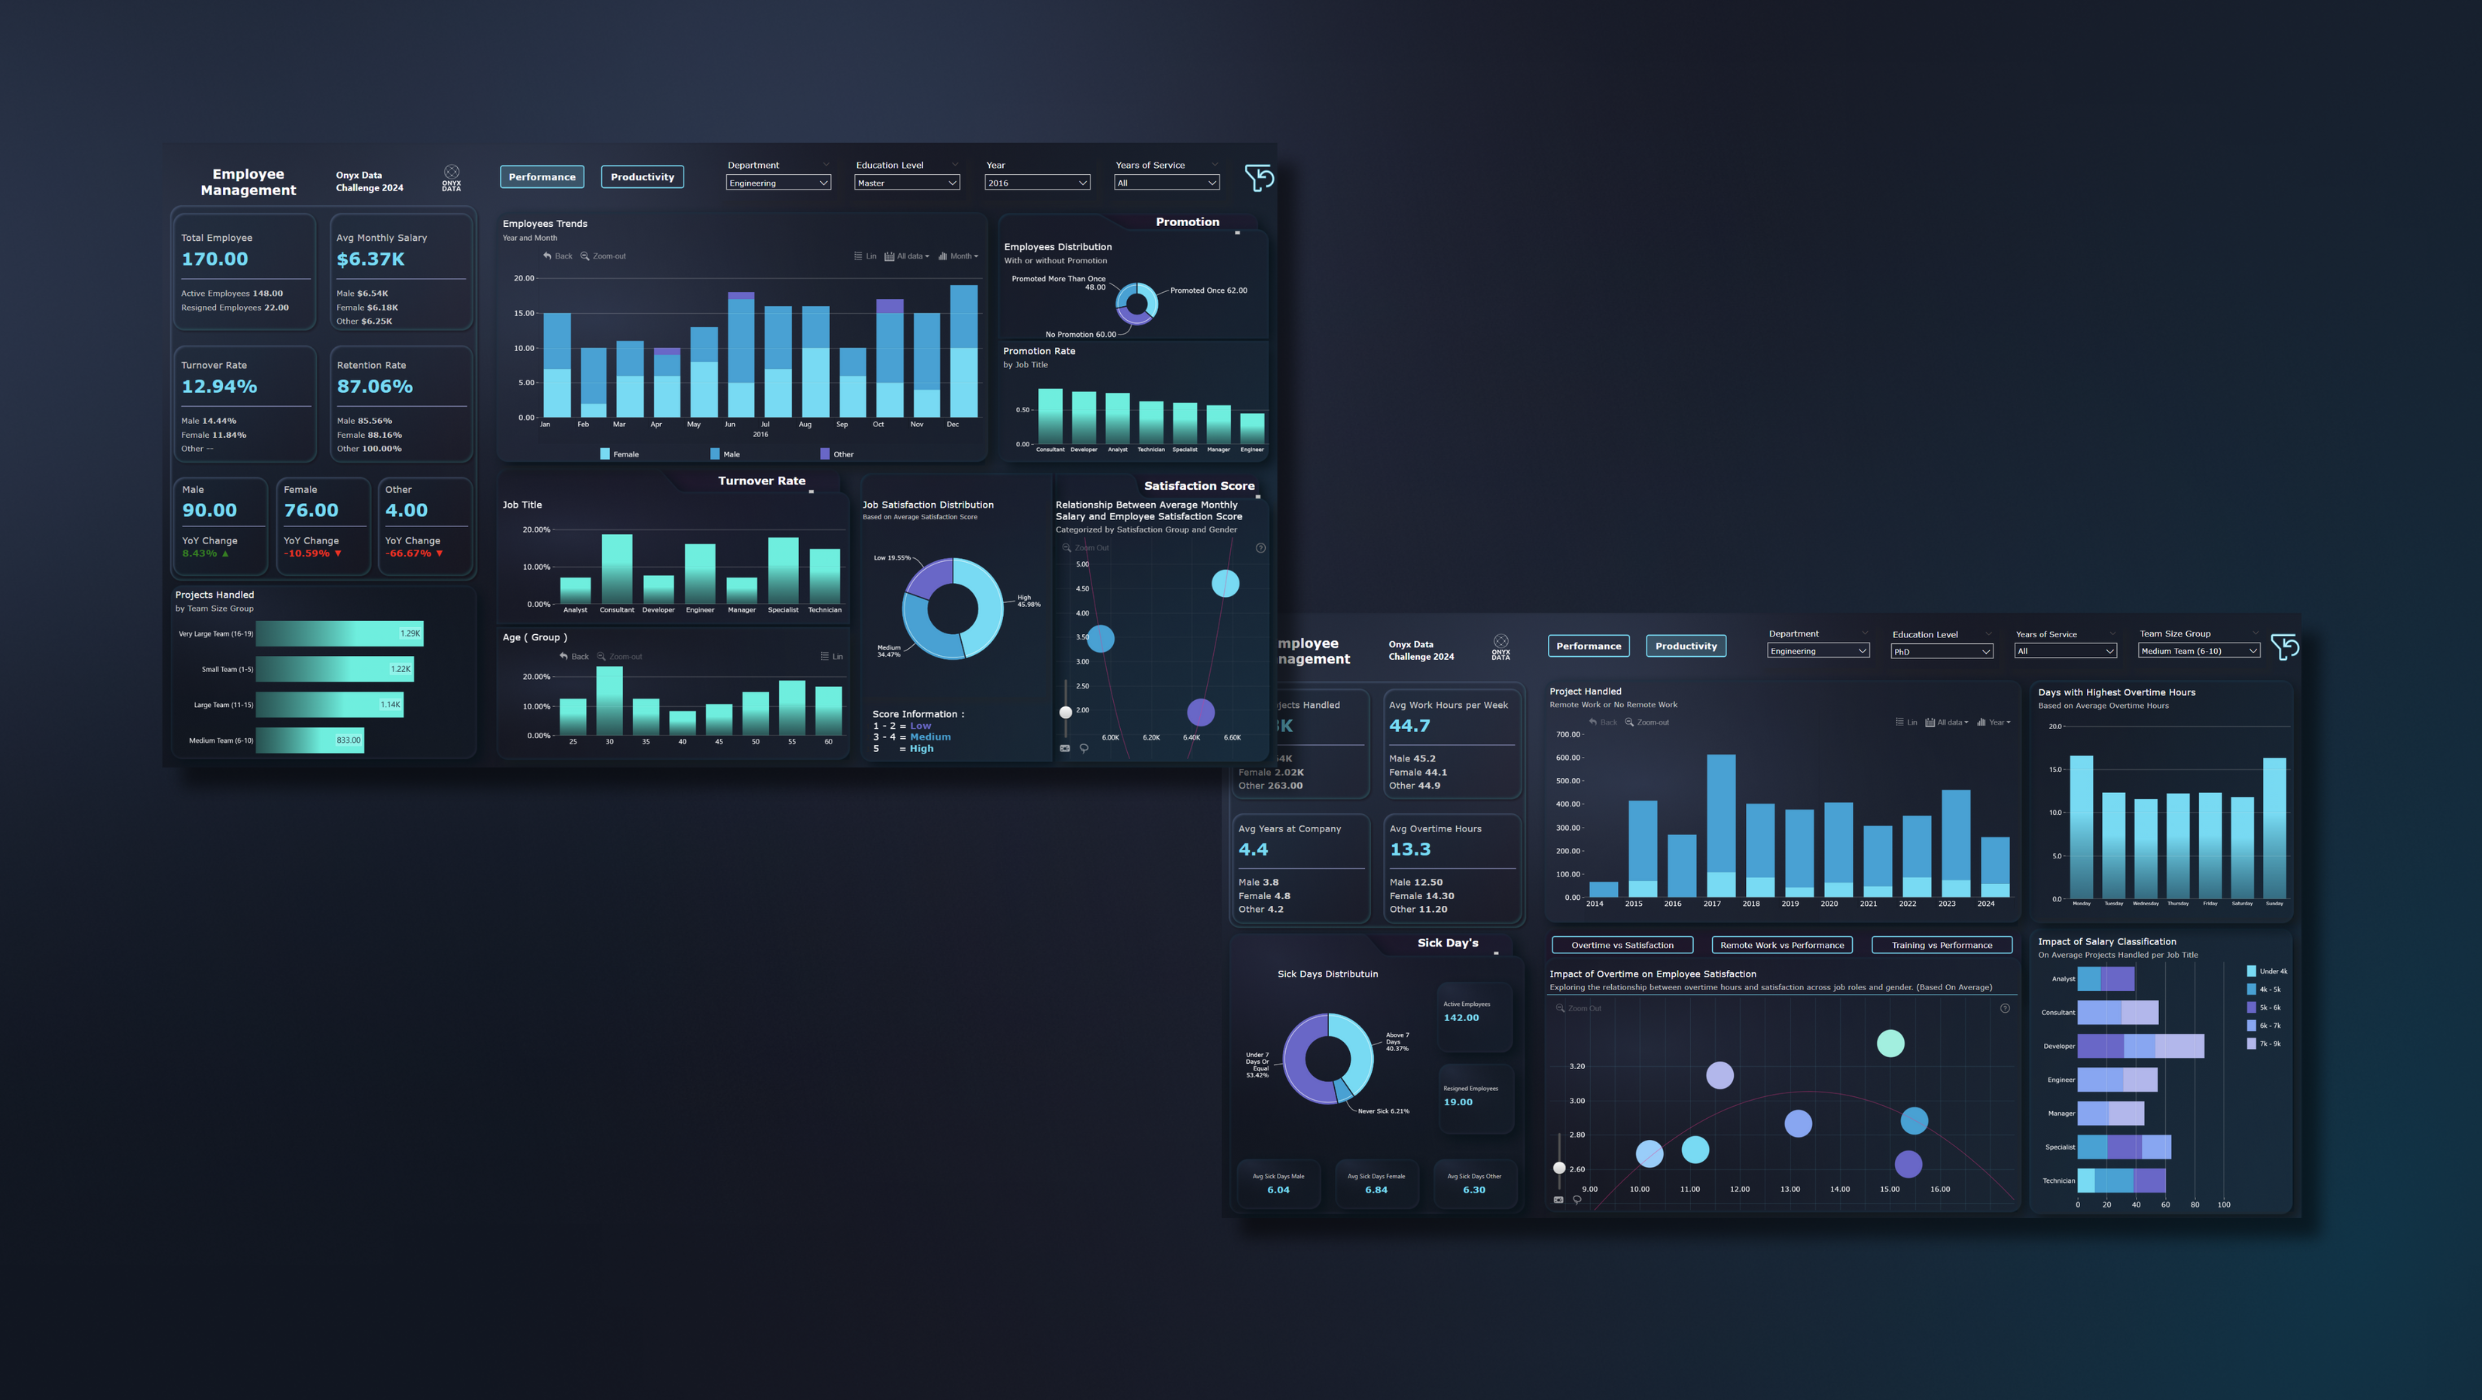 Employee
Management
Onyx Data
Challenge 2024
ONYX
DATA
Performance
Productivity
Department
Engineering
Education Level
Master
Year
2016
Years of Service
All
Total Employee
170.00
Active Employees 148.00
Resigned Employees 22.00
Avg Monthly Salary
$6.37K
Male $6.54K
Female $6.18K
Other $6.25K
Turnover Rate
12.94%
Male 14.44%
Female 11.84%
Other --
Retention Rate
87.06%
Male 85.56%
Female 88.16%
Other 100.00%
Male
90.00
YoY Change
8.43% ▲
Female
76.00
YoY Change
-10.59% ▼
Other
4.00
YoY Change
-66.67% ▼
Projects Handled
by Team Size Group
Very Large Team (16-19) 1.29K
Small Team (1-5) 1.22K
Large Team (11-15) 1.14K
Medium Team (6-10) 833.00
Employees Trends
Year and Month
Back Zoom-out Lin All data Month
20.00
15.00
10.00
5.00
0.00
Jan Feb Mar Apr May Jun Jul Aug Sep Oct Nov Dec
2016
Female Male Other
Promotion
Employees Distribution
With or without Promotion
Promoted More Than Once
48.00
Promoted Once 62.00
No Promotion 60.00
Promotion Rate
by Job Title
0.50
0.00
Consultant Developer Analyst Technician Specialist Manager Engineer
Turnover Rate
Job Title
20.00%
10.00%
0.00%
Analyst Consultant Developer Engineer Manager Specialist Technician
Age ( Group )
Back Zoom-out Lin
20.00%
10.00%
0.00%
25 30 35 40 45 50 55 60
Job Satisfaction Distribution
Based on Average Satisfaction Score
Low 19.55%
High
45.98%
Medium
34.47%
Score Information :
1 - 2 = Low
3 - 4 = Medium
5 = High
Satisfaction Score
Relationship Between Average Monthly
Salary and Employee Satisfaction Score
Categorized by Satisfaction Group and Gender
Zoom Out
5.00
4.50
4.00
3.50
3.00
2.50
2.00
6.00K 6.20K 6.40K 6.60K
mployee
nagement
Onyx Data
Challenge 2024
ONYX
DATA
Performance
Productivity
Department
Engineering
Education Level
PhD
Years of Service
All
Team Size Group
Medium Team (6-10)
jects Handled
K
4K
Female 2.02K
Other 263.00
Avg Work Hours per Week
44.7
Male 45.2
Female 44.1
Other 44.9
Avg Years at Company
4.4
Male 3.8
Female 4.8
Other 4.2
Avg Overtime Hours
13.3
Male 12.50
Female 14.30
Other 11.20
Sick Day's
Sick Days Distributuin
Above 7
Days
40.37%
Under 7
Days Or
Equal
53.42%
Never Sick 6.21%
Active Employees
142.00
Resigned Employees
19.00
Avg Sick Days Male
6.04
Avg Sick Days Female
6.84
Avg Sick Days Other
6.30
Project Handled
Remote Work or No Remote Work
Back Zoom-out Lin All data Year
700.00
600.00
500.00
400.00
300.00
200.00
100.00
0.00
2014 2015 2016 2017 2018 2019 2020 2021 2022 2023 2024
Days with Highest Overtime Hours
Based on Average Overtime Hours
20.0
15.0
10.0
5.0
0.0
Monday Tuesday Wednesday Thursday Friday Saturday Sunday
Overtime vs Satisfaction
Remote Work vs Performance
Training vs Performance
Impact of Overtime on Employee Satisfaction
Exploring the relationship between overtime hours and satisfaction across job roles and gender. (Based On Average)
Zoom Out
3.20
3.00
2.80
2.60
9.00 10.00 11.00 12.00 13.00 14.00 15.00 16.00
Impact of Salary Classification
On Average Projects Handled per Job Title
Analyst
Consultant
Developer
Engineer
Manager
Specialist
Technician
0 20 40 60 80 100
Under 4k
4k - 5k
5k - 6k
6k - 7k
7k - 9k